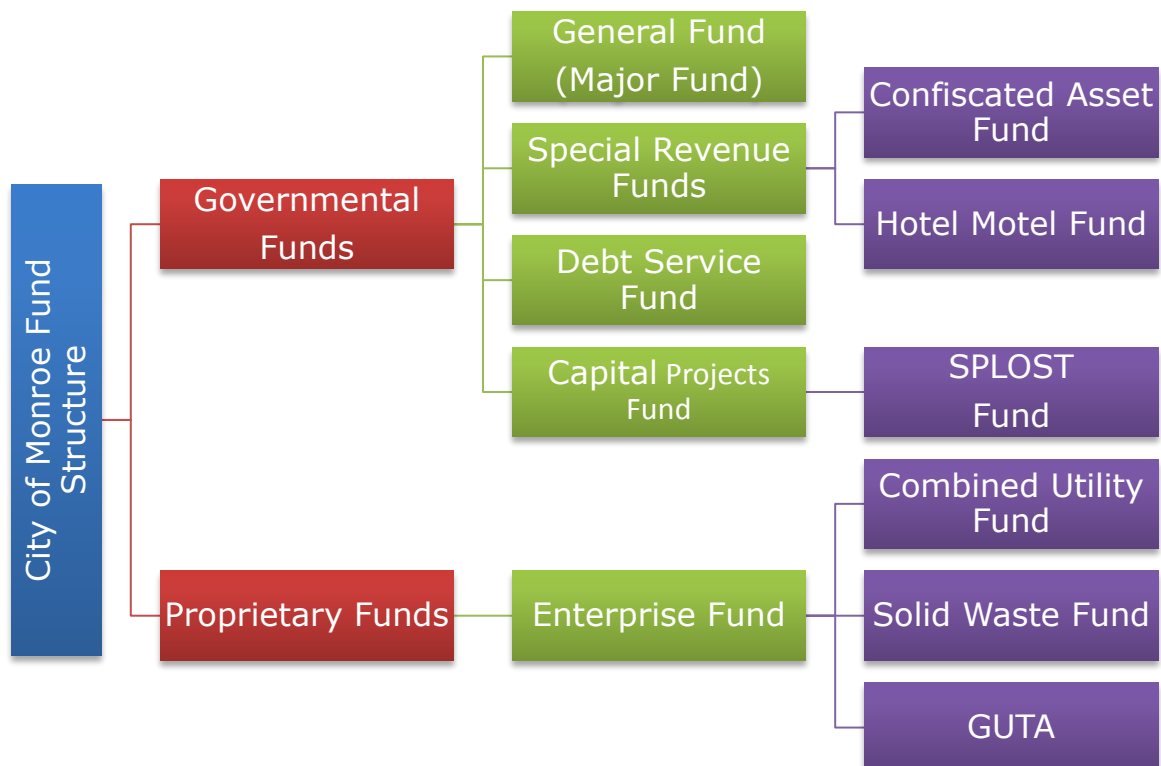 City of Monroe Fund
Structure
Governmental
Funds
Proprietary Funds
General Fund
(Major Fund)
Special Revenue
Funds
Debt Service
Fund
Capital Projects
Fund
Enterprise Fund
Confiscated Asset
Fund
Hotel Motel Fund
SPLOST
Fund
Combined Utility
Fund
Solid Waste Fund
GUTA